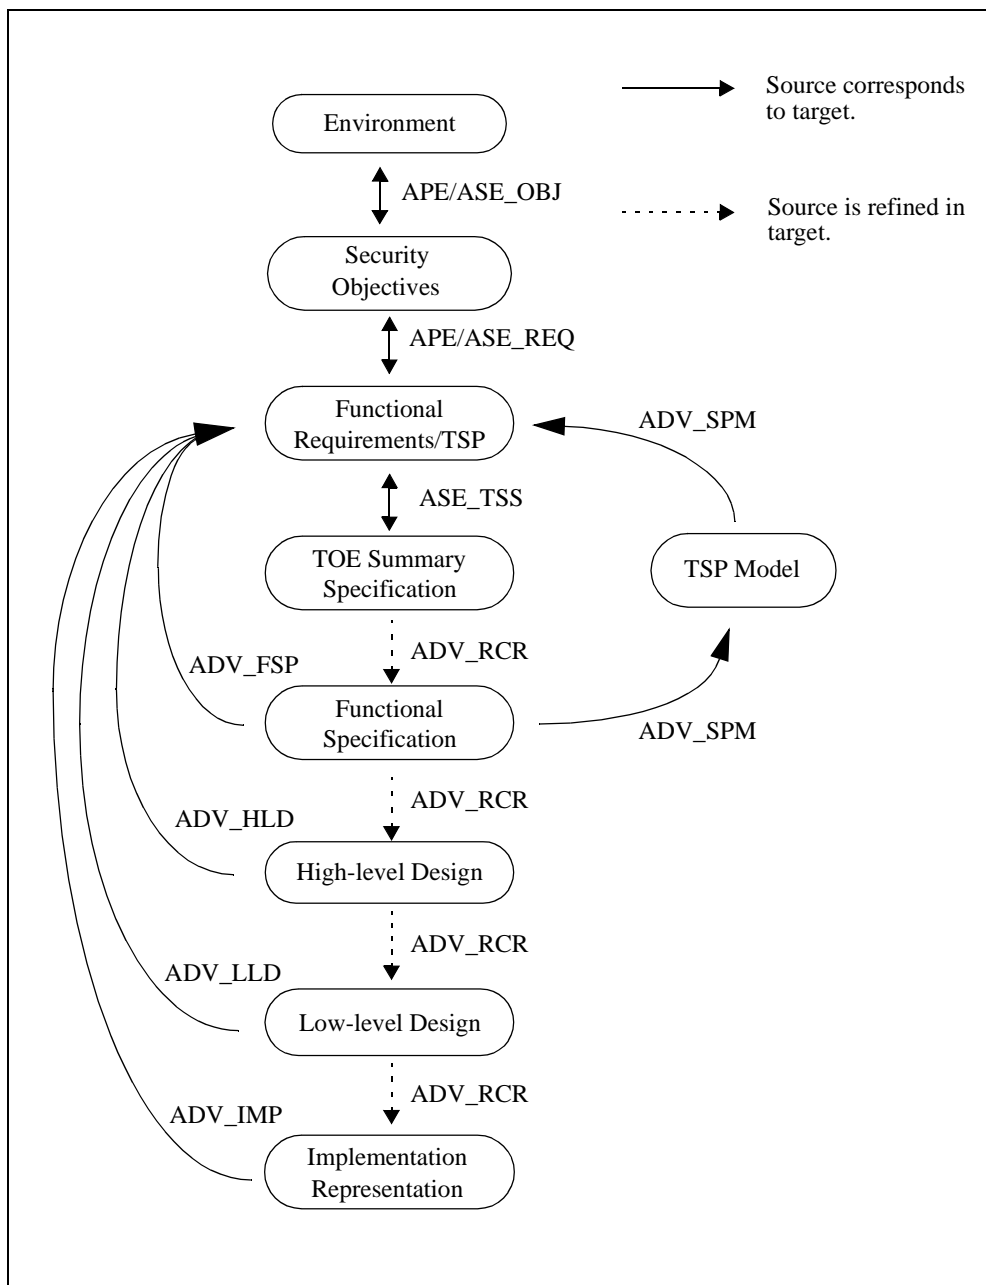 Source corresponds
to target.
Environment
APE/ASE_OBJ
Source is refined in
target.
Security
Objectives
APE/ASE_REQ
Functional
Requirements/TSP
ADV_SPM
ASE_TSS
TOE Summary
Specification
TSP Model
ADV_RCR
ADV_FSP
Functional
Specification
ADV_SPM
ADV_RCR
ADV_HLD
High-level Design
ADV_RCR
ADV_LLD
Low-level Design
ADV_RCR
ADV_IMP
Implementation
Representation